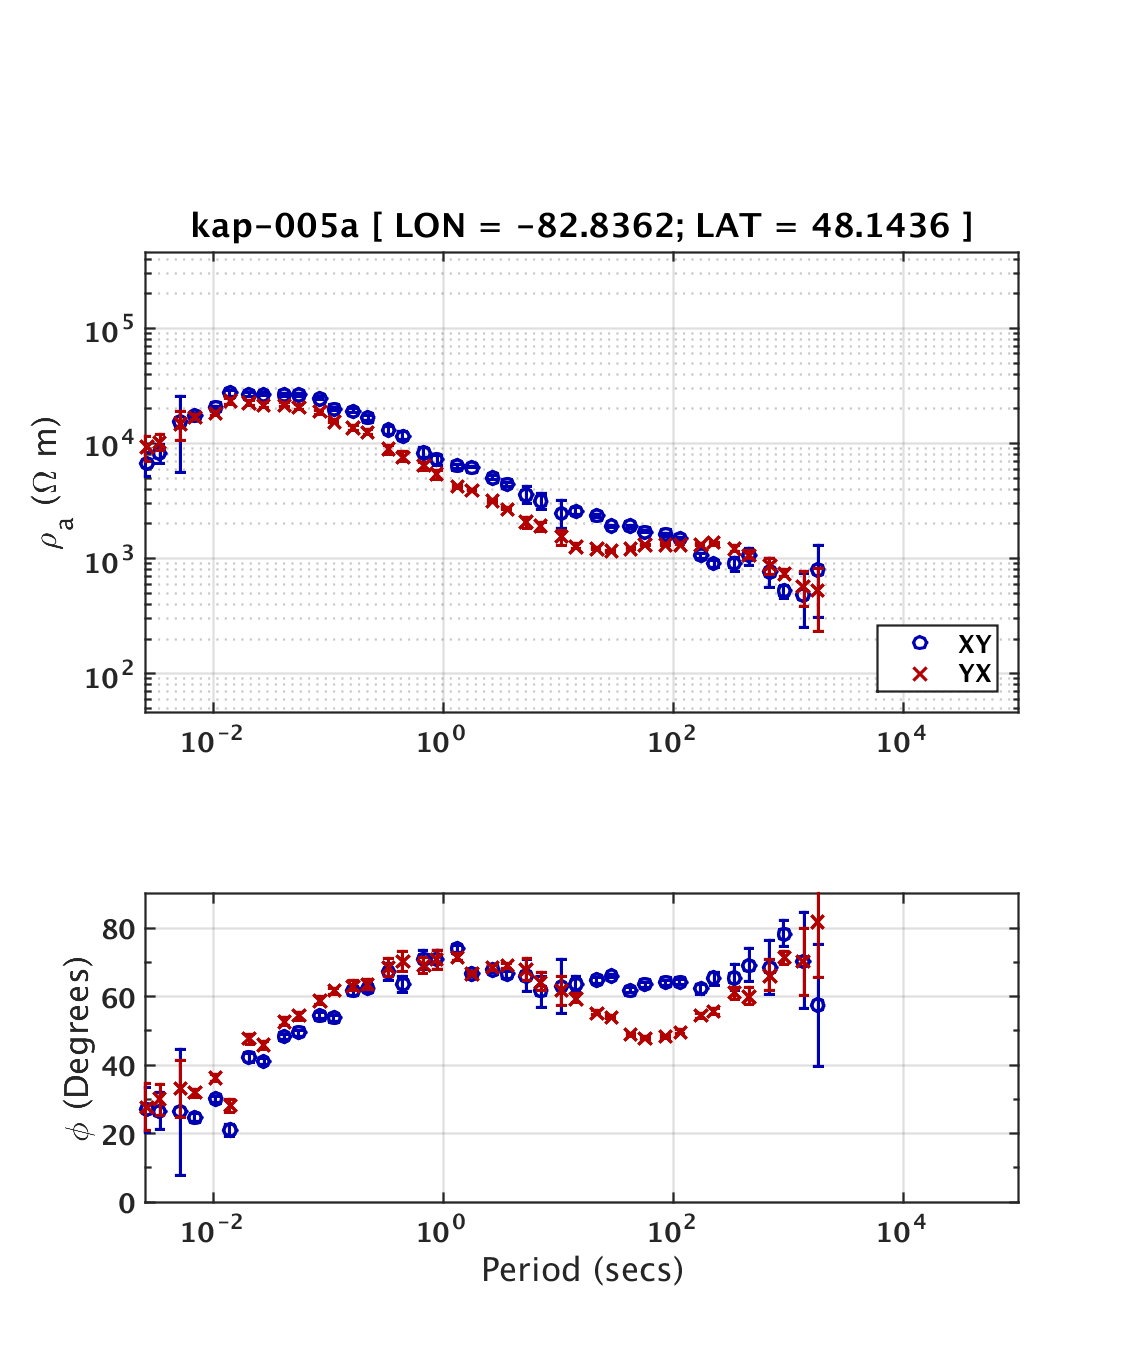 kap-005a [ LON = -82.8362; LAT = 48.1436 ]
10^5
10^4
10^3
10^2
ρ_a (Ω m)
XY
YX
10^-2 10^0 10^2 10^4
80
60
40
20
0
ϕ (Degrees)
10^-2 10^0 10^2 10^4
Period (secs)